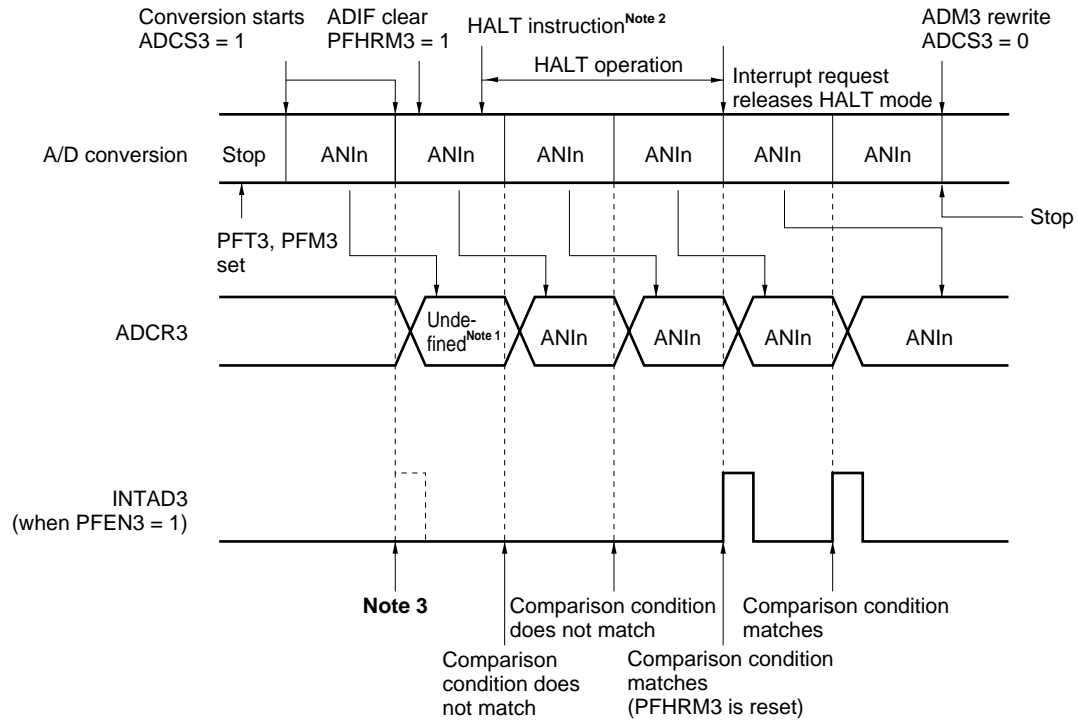 Conversion starts
ADCS3 = 1
ADIF clear
PFHRM3 = 1
HALT instruction Note 2
ADM3 rewrite
ADCS3 = 0
HALT operation
Interrupt request
releases HALT mode
A/D conversion
Stop
ANIn
ANIn
ANIn
ANIn
ANIn
ANIn
Stop
PFT3, PFM3
set
ADCR3
Unde-
fined Note 1
ANIn
ANIn
ANIn
ANIn
INTAD3
(when PFEN3 = 1)
Note 3
Comparison condition
does not match
Comparison condition
matches
Comparison
condition does
not match
Comparison condition
matches
(PFHRM3 is reset)